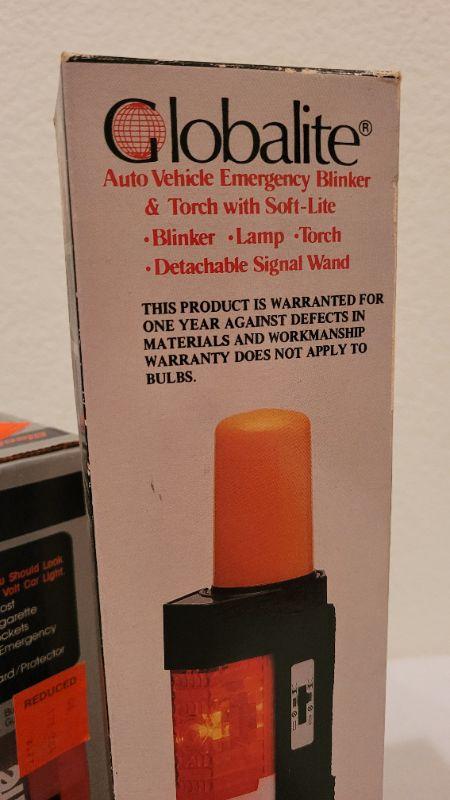 Globalite®
Auto Vehicle Emergency Blinker
& Torch with Soft-Lite
•Blinker •Lamp •Torch
•Detachable Signal Wand
THIS PRODUCT IS WARRANTED FOR
ONE YEAR AGAINST DEFECTS IN
MATERIALS AND WORKMANSHIP
WARRANTY DOES NOT APPLY TO
BULBS.
u Should Look
Volt Car Light.
ost
garette
ckets
Emergency
ard/Protector
REDUCED